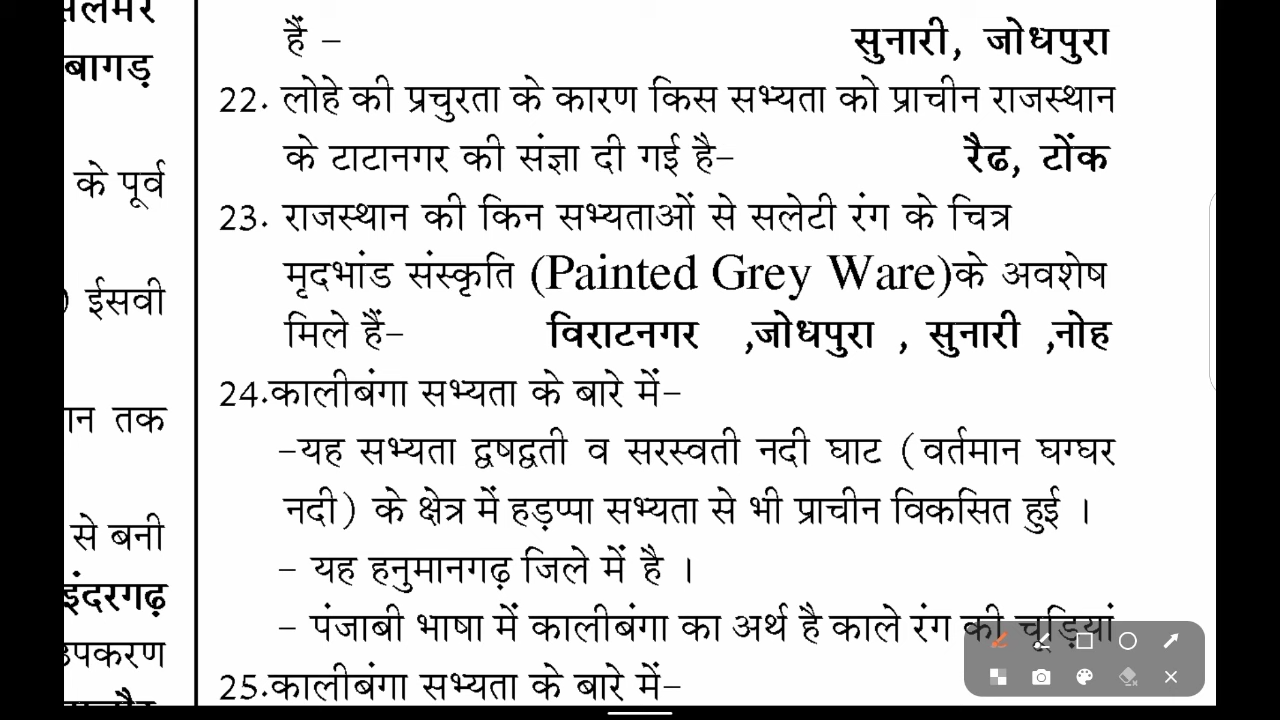 बागड़
के पूर्व
ईसवी
तक
से बनी
इंदरगढ़
हैं – सुनारी, जोधपुरा
22. लोहे की प्रचुरता के कारण किस सभ्यता को प्राचीन राजस्थान
के टाटानगर की संज्ञा दी गई है– रैढ, टोंक
23. राजस्थान की किन सभ्यताओं से सलेटी रंग के चित्र
मृदभांड संस्कृति (Painted Grey Ware)के अवशेष
मिले हैं– विराटनगर ,जोधपुरा , सुनारी ,नोह
24.कालीबंगा सभ्यता के बारे में–
-यह सभ्यता द्वषद्वती व सरस्वती नदी घाट (वर्तमान घग्घर
नदी) के क्षेत्र में हड़प्पा सभ्यता से भी प्राचीन विकसित हुई ।
- यह हनुमानगढ़ जिले में है ।
- पंजाबी भाषा में कालीबंगा का अर्थ है काले रंग की चूड़ियां
25.कालीबंगा सभ्यता के बारे में–